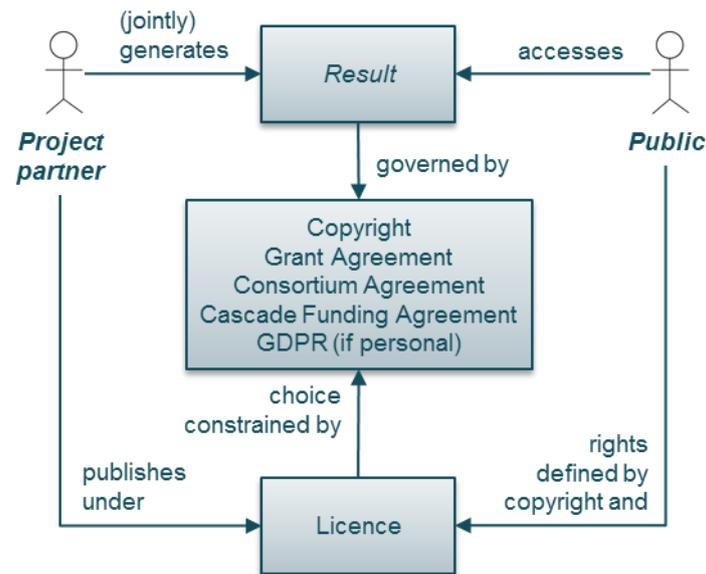 (jointly)
generates
Result
accesses
Project
partner
Public
governed by
Copyright
Grant Agreement
Consortium Agreement
Cascade Funding Agreement
GDPR (if personal)
choice
constrained by
publishes
under
rights
defined by
copyright and
Licence